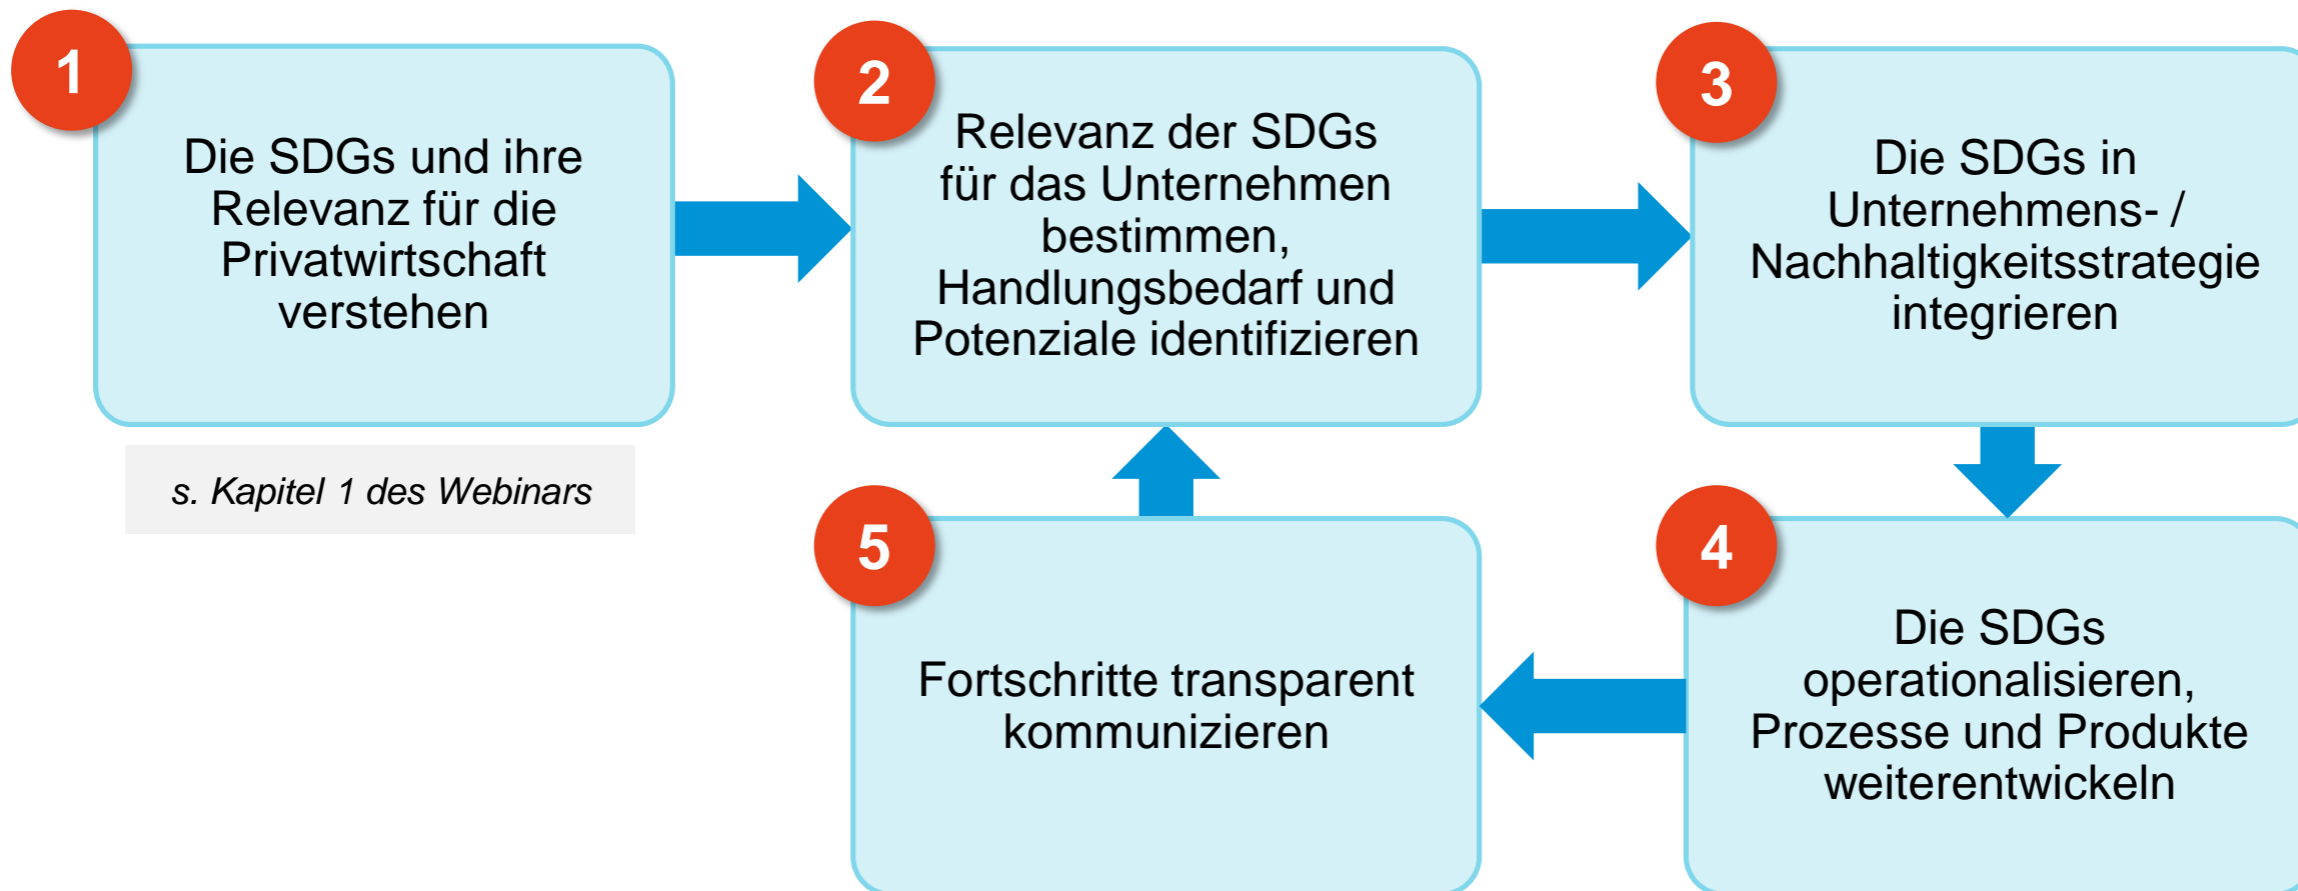 1
Die SDGs und ihre
Relevanz für die
Privatwirtschaft
verstehen
s. Kapitel 1 des Webinars
2
Relevanz der SDGs
für das Unternehmen
bestimmen,
Handlungsbedarf und
Potenziale identifizieren
3
Die SDGs in
Unternehmens- /
Nachhaltigkeitsstrategie
integrieren
4
Die SDGs
operationalisieren,
Prozesse und Produkte
weiterentwickeln
5
Fortschritte transparent
kommunizieren